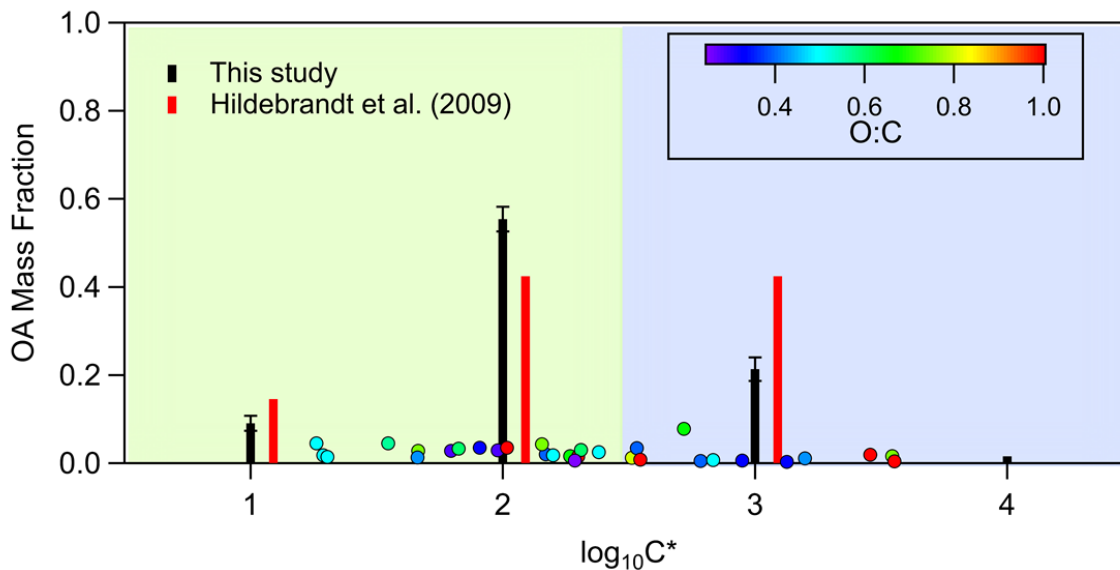 1.0
0.8
0.6
0.4
0.2
0.0
OA Mass Fraction
This study
Hildebrandt et al. (2009)
0.4 0.6 0.8 1.0
O:C
1 2 3 4
log₁₀C*